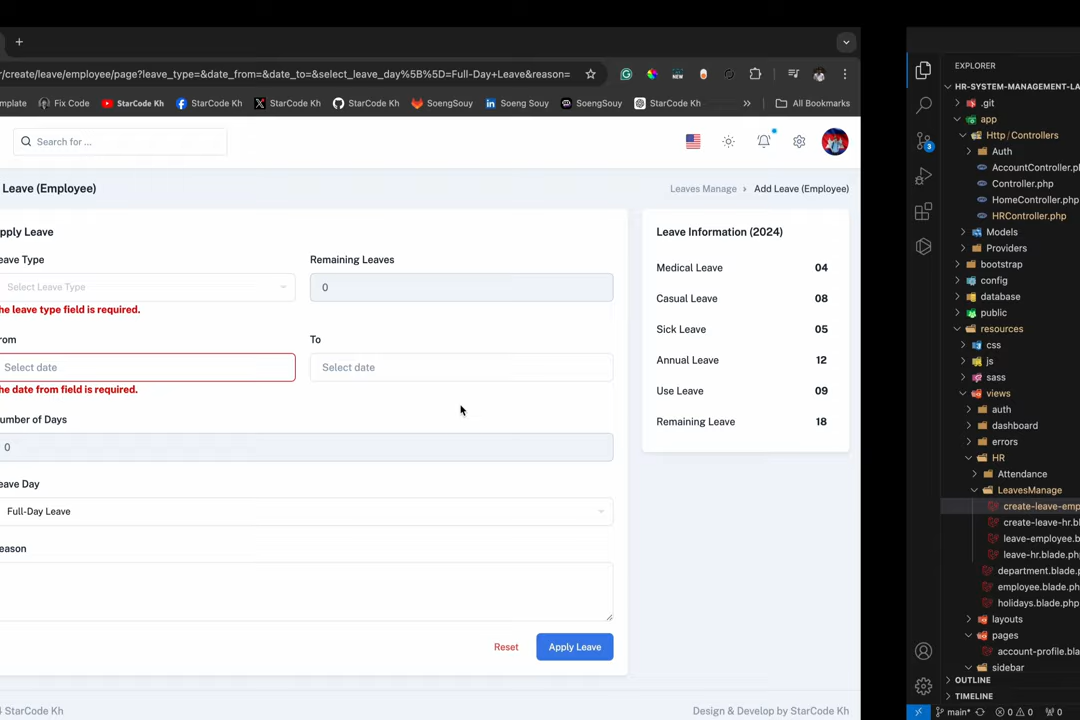 r/create/leave/employee/page?leave_type=&date_from=&date_to=&select_leave_day%5B%5D=Full-Day+Leave&reason=
NEW
mplate
Fix Code
StarCode Kh
StarCode Kh
StarCode Kh
StarCode Kh
SoengSouy
Soeng Souy
SoengSouy
StarCode Kh
»
All Bookmarks
Search for ...
Leave (Employee)
Leaves Manage
Add Leave (Employee)
pply Leave
eave Type
Remaining Leaves
Select Leave Type
0
he leave type field is required.
rom
To
Select date
Select date
he date from field is required.
umber of Days
0
eave Day
Full-Day Leave
eason
Reset
Apply Leave
Leave Information (2024)
Medical Leave 04
Casual Leave 08
Sick Leave 05
Annual Leave 12
Use Leave 09
Remaining Leave 18
4 StarCode Kh
Design & Develop by StarCode Kh
EXPLORER
HR-SYSTEM-MANAGEMENT-LA
.git
app
Http / Controllers
Auth
AccountController.ph
Controller.php
HomeController.php
HRController.php
Models
Providers
bootstrap
config
database
public
resources
css
js
sass
views
auth
dashboard
errors
HR
Attendance
LeavesManage
create-leave-emp
create-leave-hr.bl
leave-employee.b
leave-hr.blade.php
department.blade.p
employee.blade.ph
holidays.blade.php
layouts
pages
account-profile.bla
sidebar
OUTLINE
TIMELINE
3
main*
0
0
0